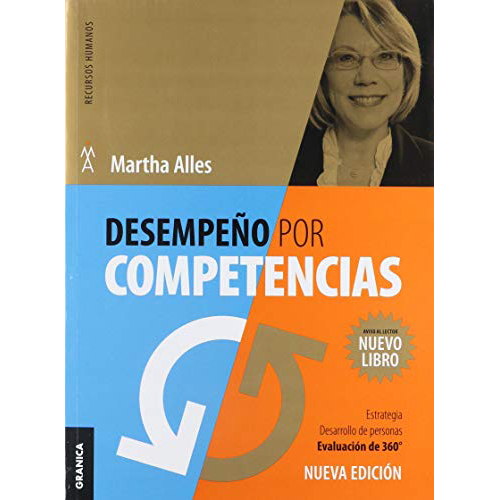 RECURSOS HUMANOS
MA
Martha Alles
DESEMPEÑO POR
COMPETENCIAS
AVISO AL LECTOR
NUEVO
LIBRO
Estrategia
Desarrollo de personas
Evaluación de 360°
NUEVA EDICIÓN
GRANICA